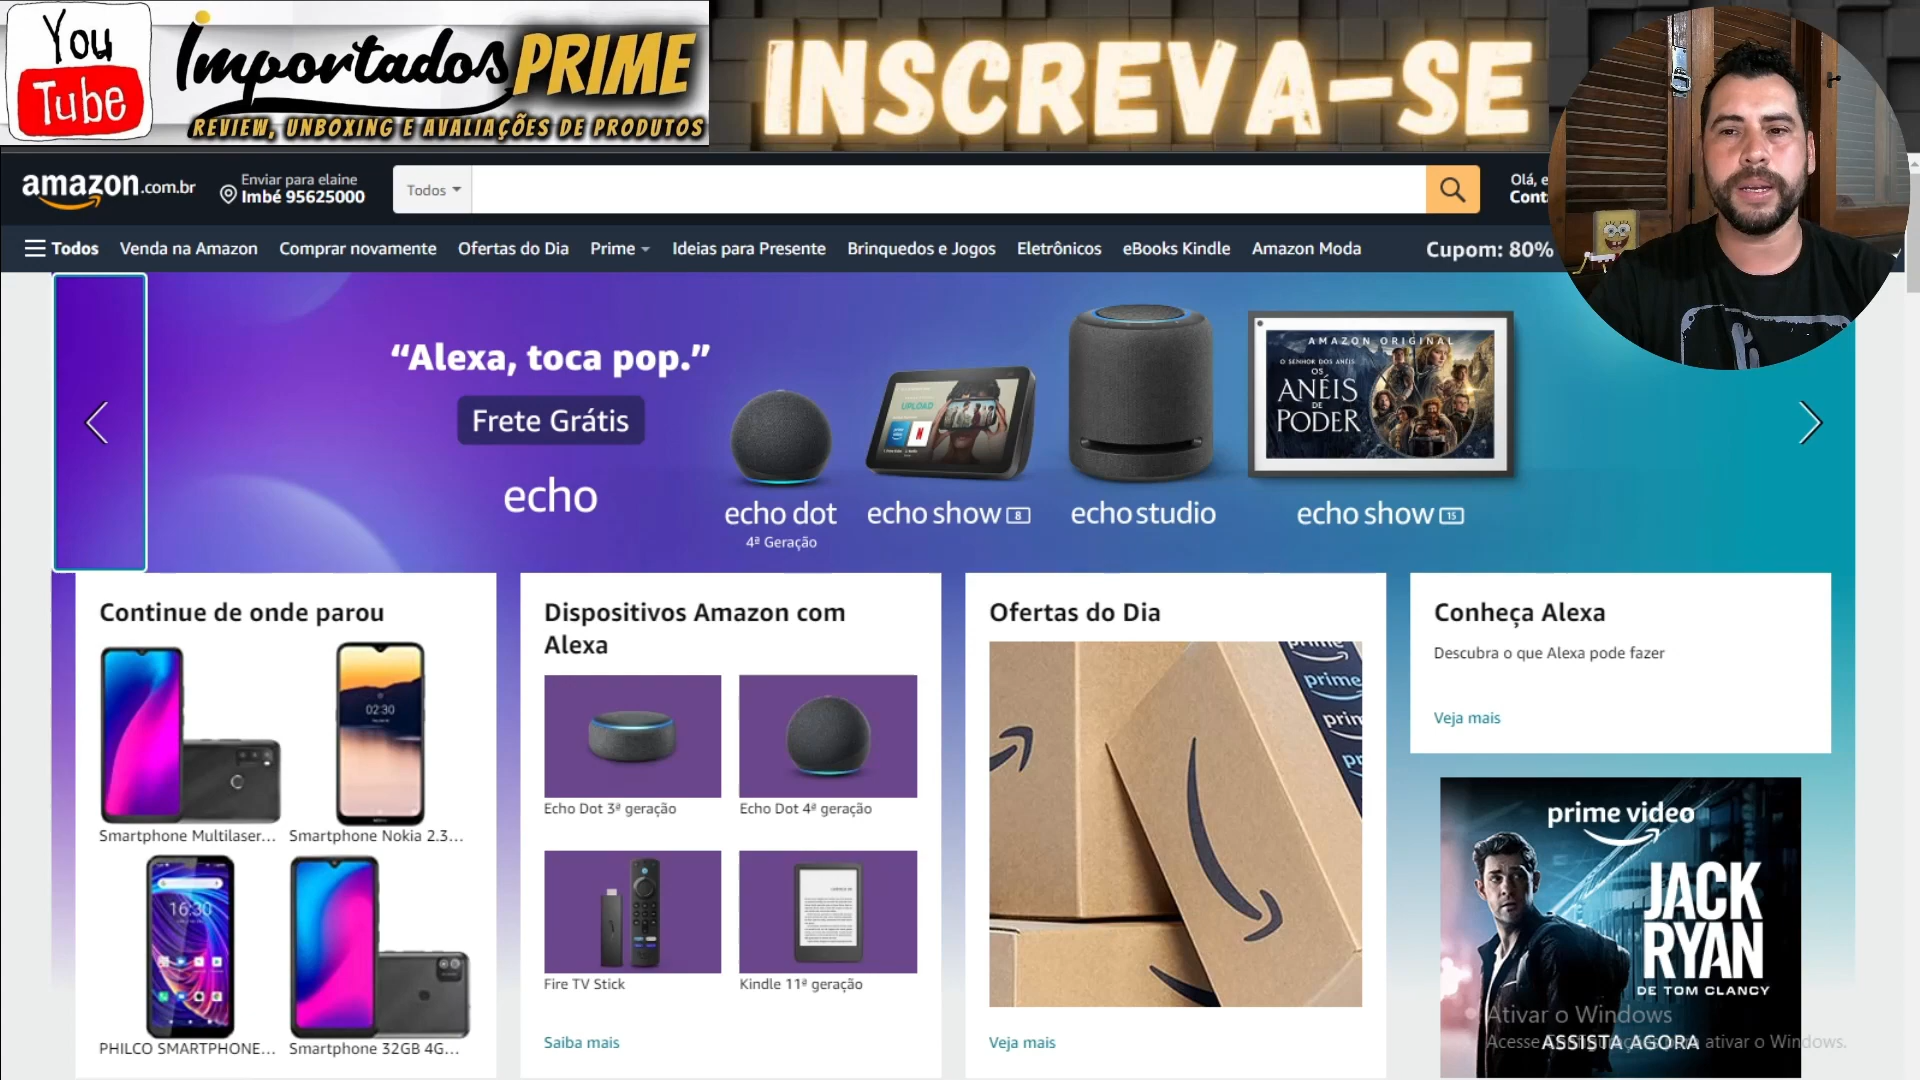 You
Tube
Importados PRIME
REVIEW, UNBOXING E AVALIAÇÕES DE PRODUTOS
INSCREVA-SE
amazon.com.br
Enviar para elaine
Imbé 95625000
Todos
Olá, e
Cont
Todos
Venda na Amazon
Comprar novamente
Ofertas do Dia
Prime
Ideias para Presente
Brinquedos e Jogos
Eletrônicos
eBooks Kindle
Amazon Moda
Cupom: 80%
“Alexa, toca pop.”
Frete Grátis
echo
UPLOAD
AMAZON ORIGINAL
O SENHOR DOS ANÉIS
OS
ANÉIS
DE
PODER
echo dot
4ª Geração
echo show 8
echo studio
echo show 15
Continue de onde parou
02:30
Smartphone Multilaser...
Smartphone Nokia 2.3...
16:30
PHILCO SMARTPHONE...
Smartphone 32GB 4G...
Dispositivos Amazon com
Alexa
Echo Dot 3ª geração
Echo Dot 4ª geração
Fire TV Stick
Kindle 11ª geração
Saiba mais
Ofertas do Dia
prime
prime
prim
pr
Veja mais
Conheça Alexa
Descubra o que Alexa pode fazer
Veja mais
prime video
JACK
RYAN
DE TOM CLANCY
Ativar o Windows
ASSISTA AGORA
Acesse ativar o Windows.